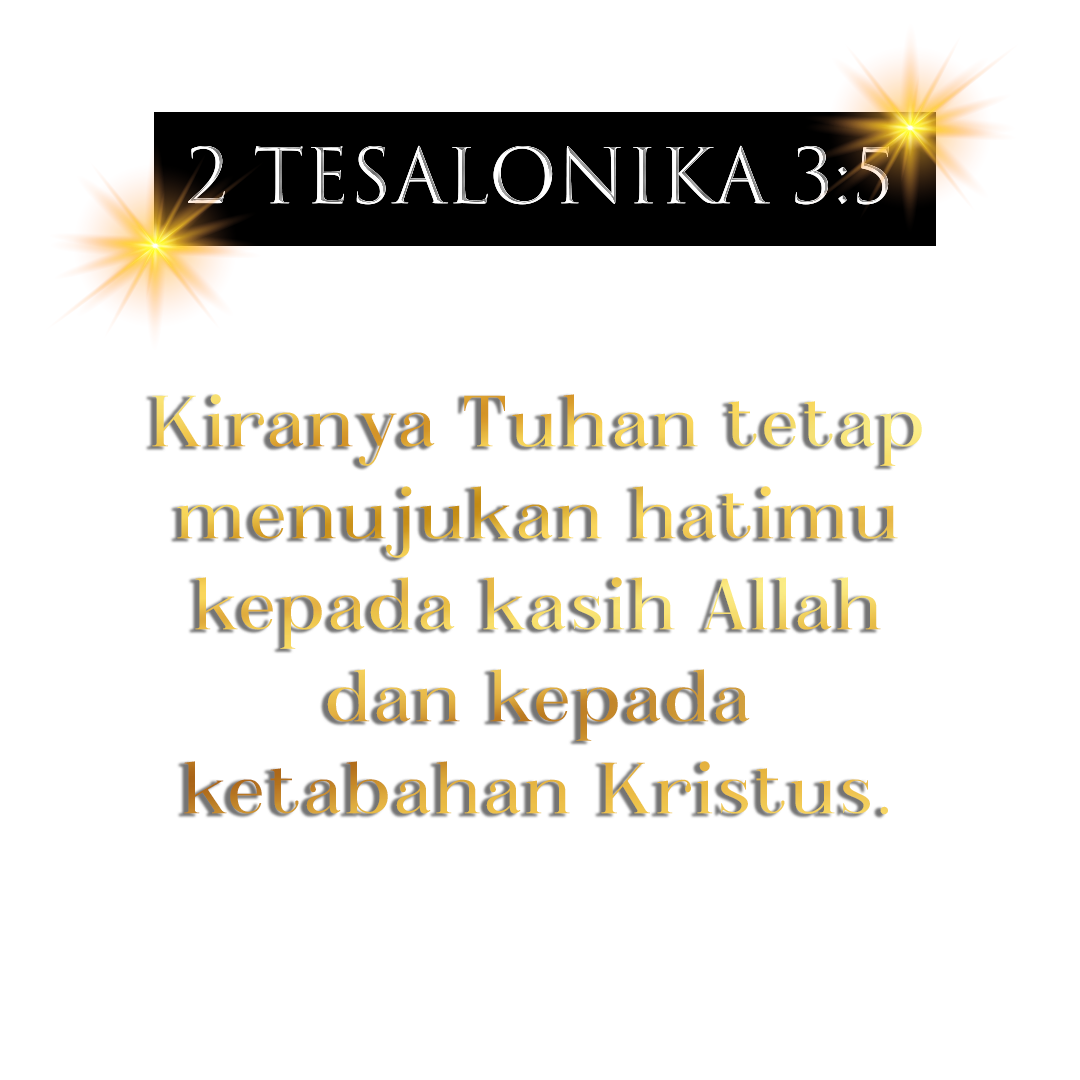 2 TESALONIKA 3:5
Kiranya Tuhan tetap
menujukan hatimu
kepada kasih Allah
dan kepada
ketabahan Kristus.